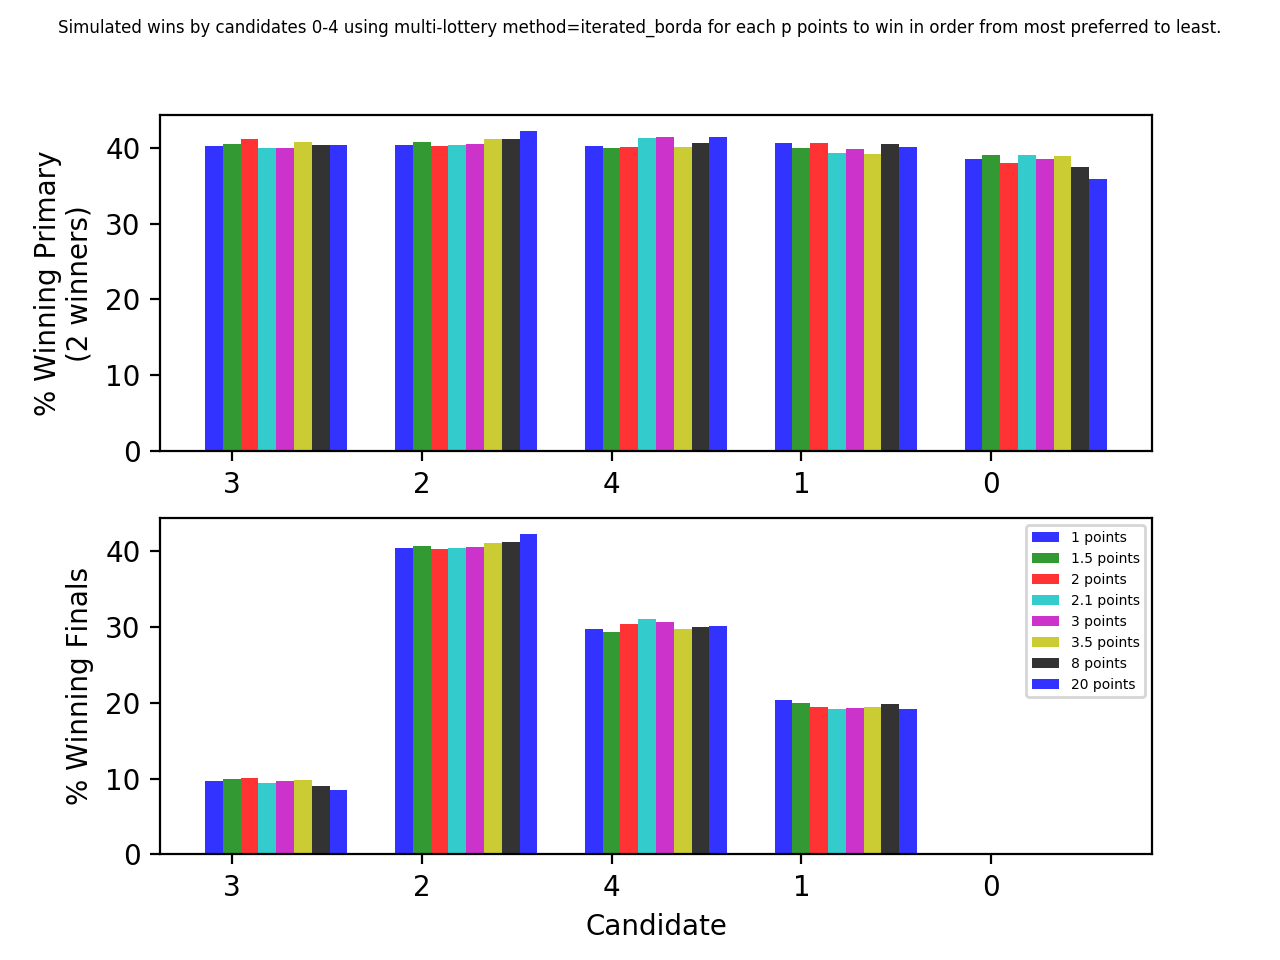 Simulated wins by candidates 0-4 using multi-lottery method=iterated_borda for each p points to win in order from most preferred to least.
% Winning Primary
(2 winners)
40
30
20
10
0
3 2 4 1 0
% Winning Finals
40
30
20
10
0
1 points
1.5 points
2 points
2.1 points
3 points
3.5 points
8 points
20 points
3 2 4 1 0
Candidate